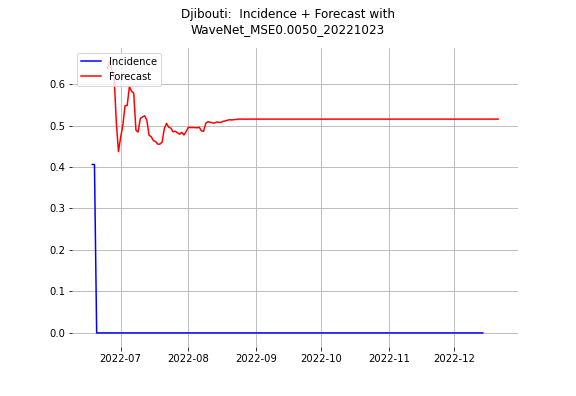 Djibouti:  Incidence + Forecast with
WaveNet_MSE0.0050_20221023
Incidence
Forecast
0.6
0.5
0.4
0.3
0.2
0.1
0.0
2022-07 2022-08 2022-09 2022-10 2022-11 2022-12